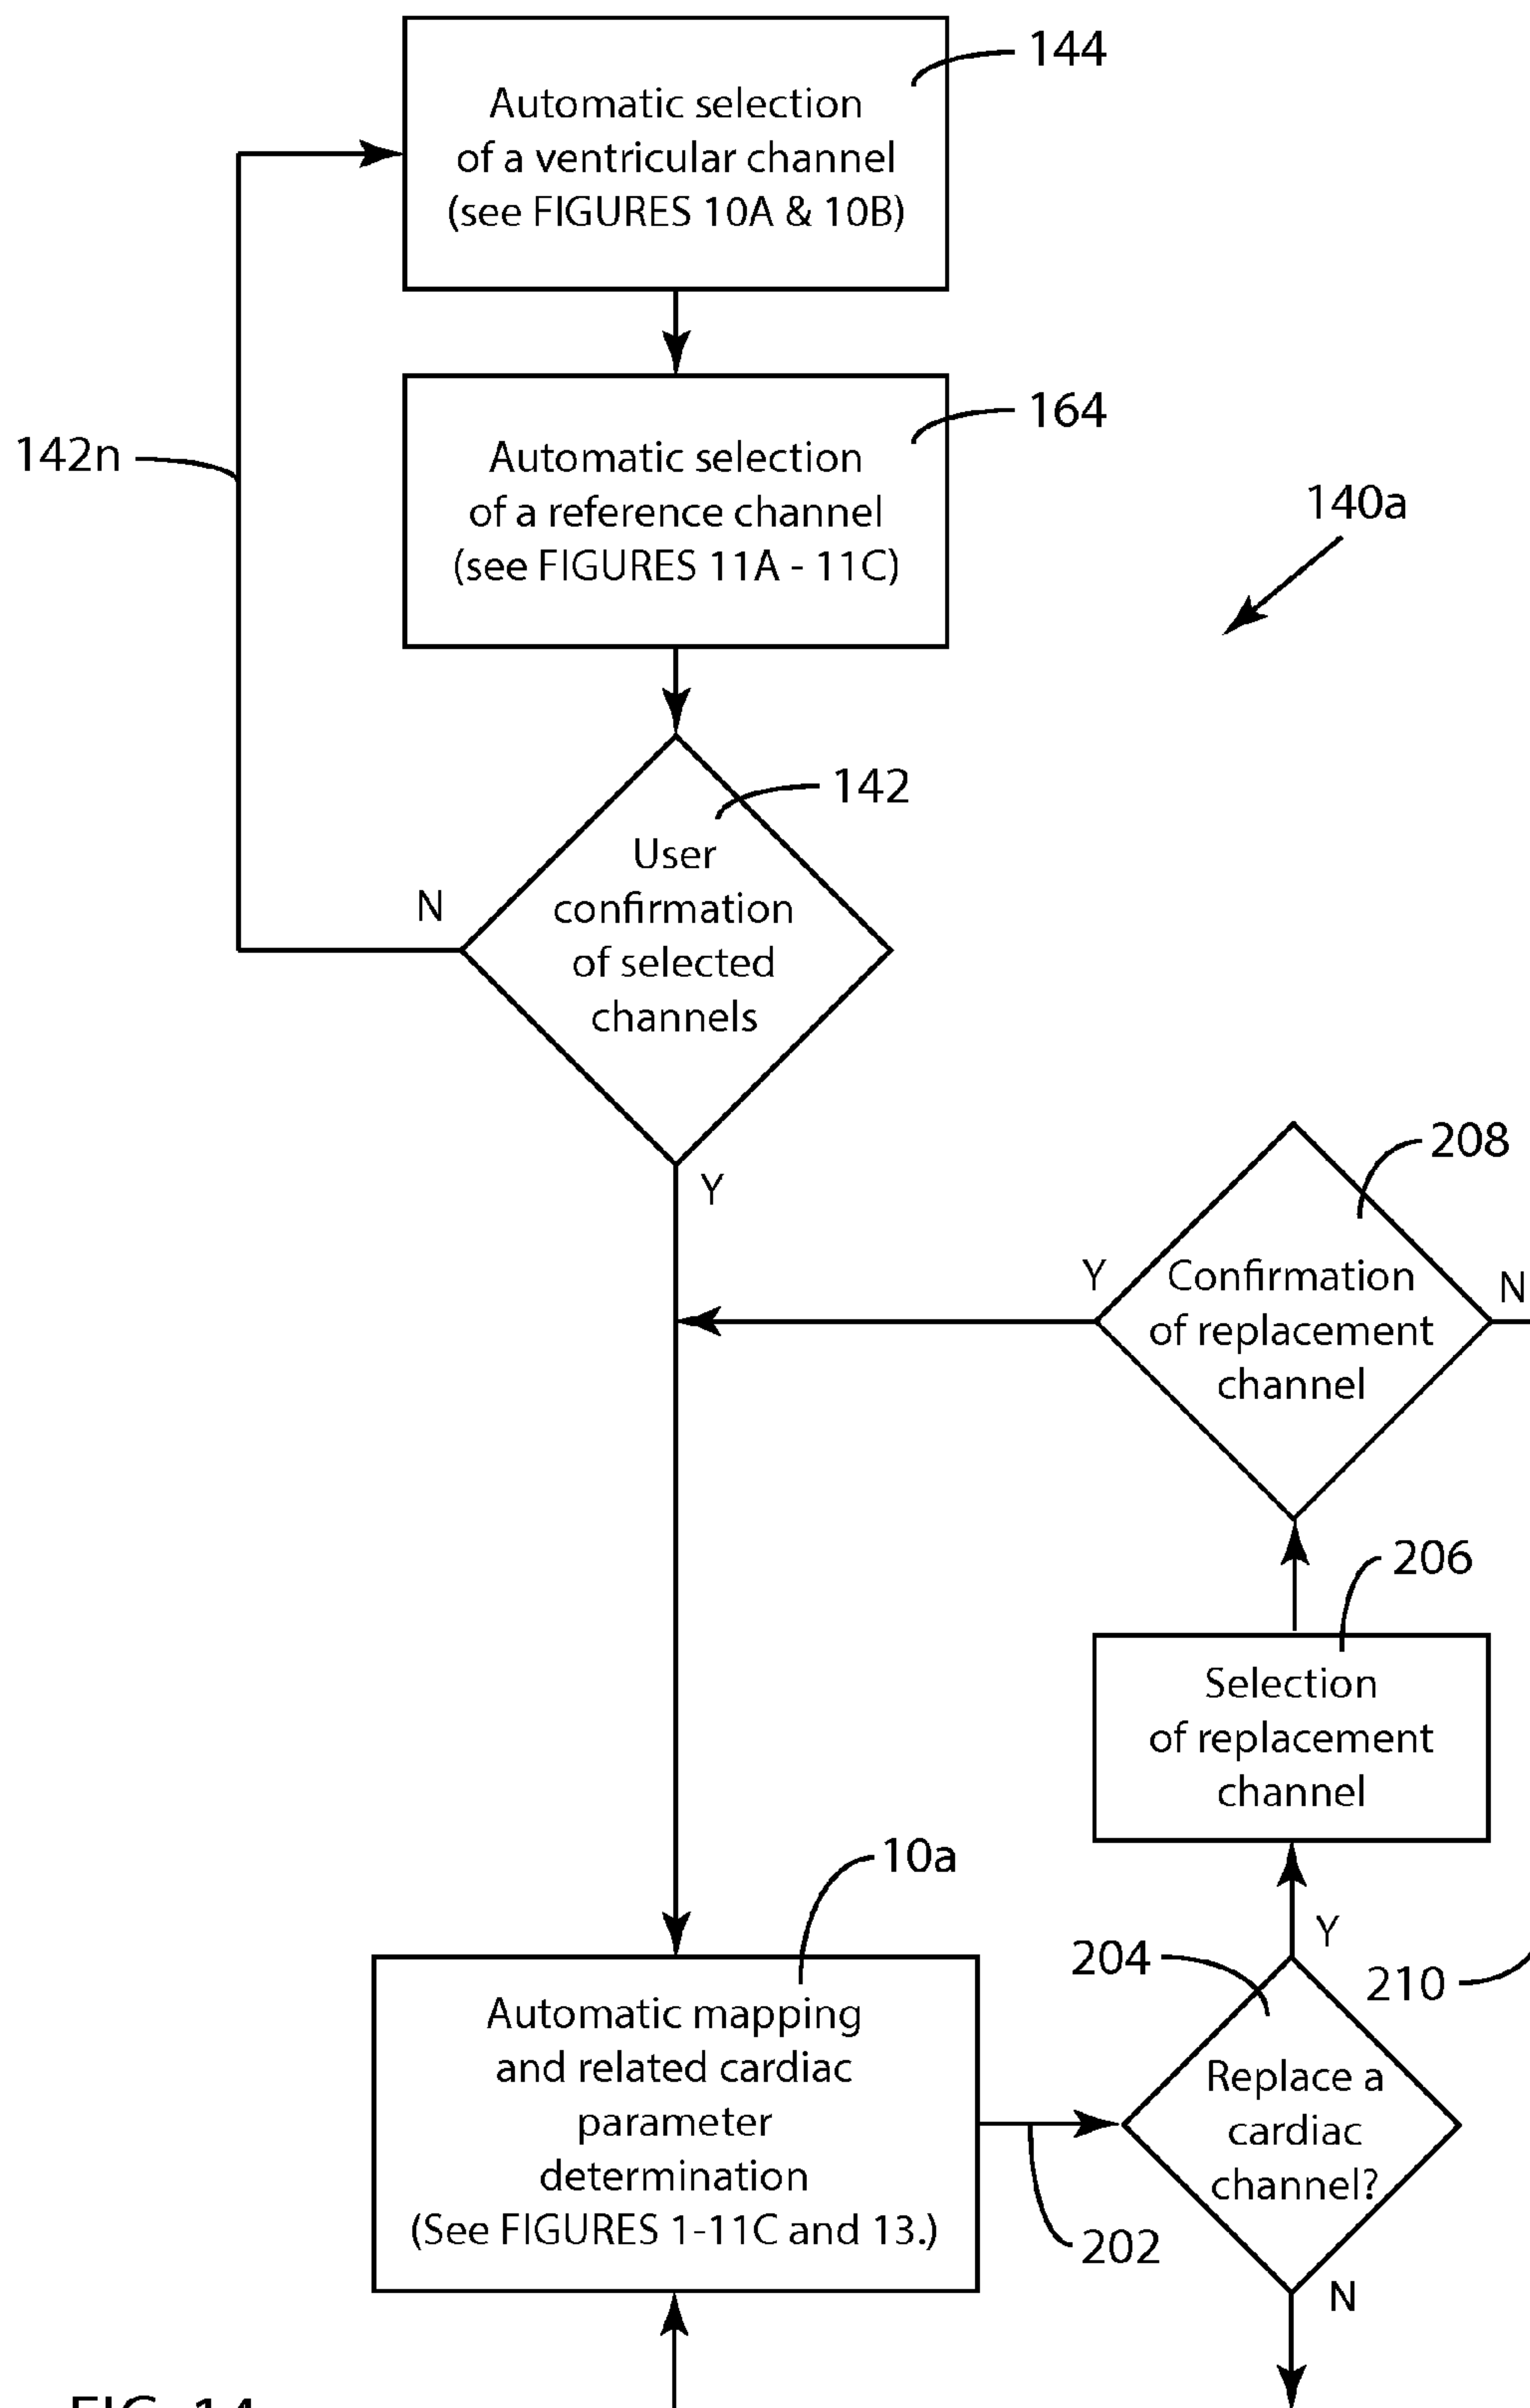 144
Automatic selection
of a ventricular channel
(see FIGURES 10A & 10B)
142n
164
Automatic selection
of a reference channel
(see FIGURES 11A - 11C)
140a
142
User
confirmation
of selected
channels
N
Y
208
Y
Confirmation
of replacement
channel
N
206
Selection
of replacement
channel
10a
Automatic mapping
and related cardiac
parameter
determination
(See FIGURES 1-11C and 13.)
Y
204
210
Replace a
cardiac
channel?
202
N
FIG. 14